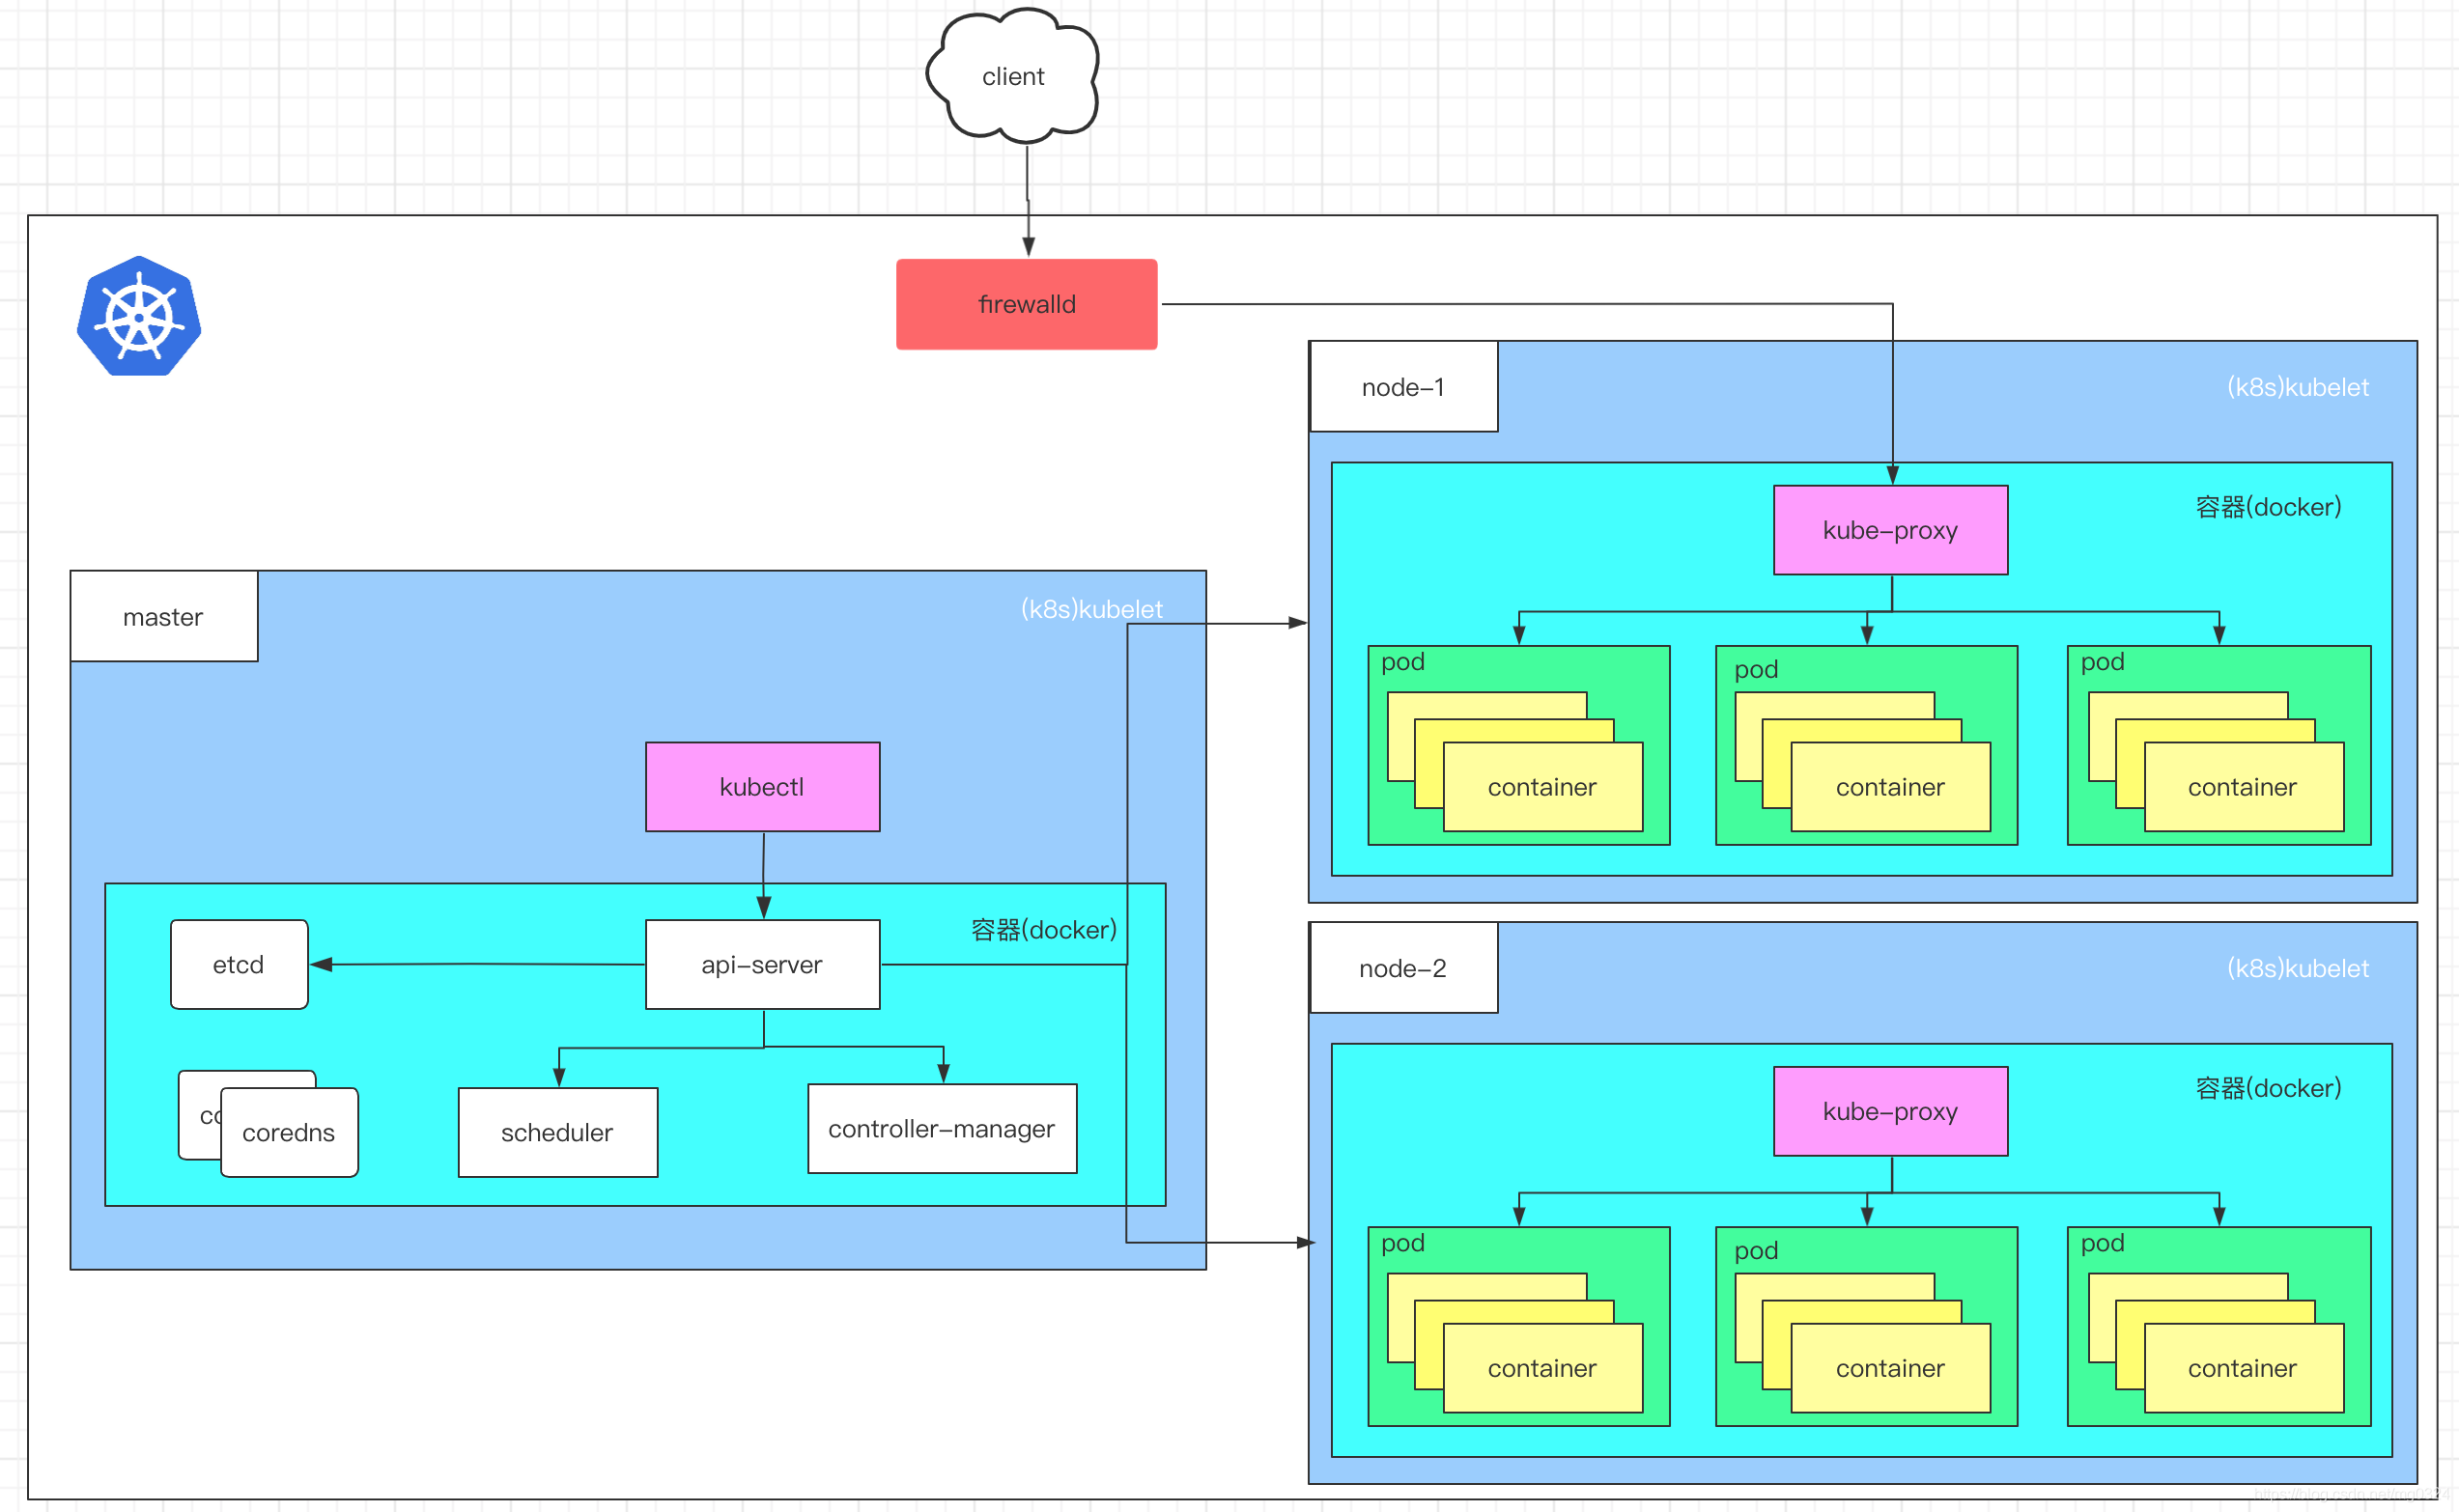 client
firewalld
node-1
(k8s)kubelet
容器(docker)
kube-proxy
pod
pod
pod
container
container
container
master
(k8s)kubelet
kubectl
容器(docker)
etcd
api-server
coredns
scheduler
controller-manager
node-2
(k8s)kubelet
容器(docker)
kube-proxy
pod
pod
pod
container
container
container